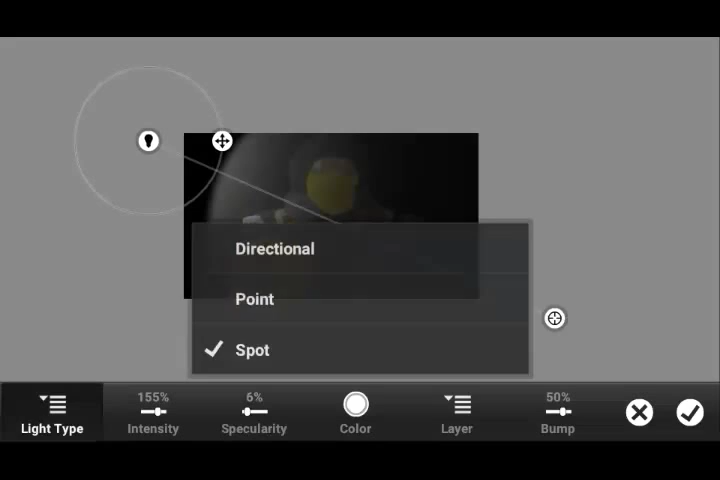 Directional
Point
Spot
155%
6%
50%
Light Type
Intensity
Specularity
Color
Layer
Bump